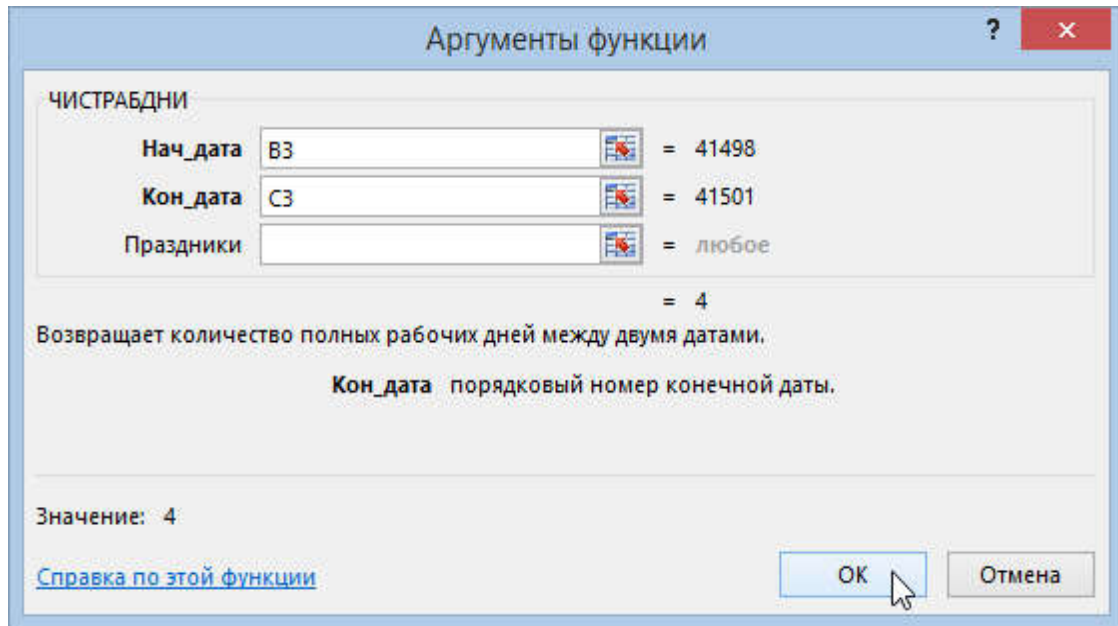 Аргументы функции
? ×
ЧИСТРАБДНИ
Нач_дата B3 = 41498
Кон_дата C3 = 41501
Праздники = любое
= 4
Возвращает количество полных рабочих дней между двумя датами.
Кон_дата порядковый номер конечной даты.
Значение: 4
Справка по этой функции
ОК Отмена